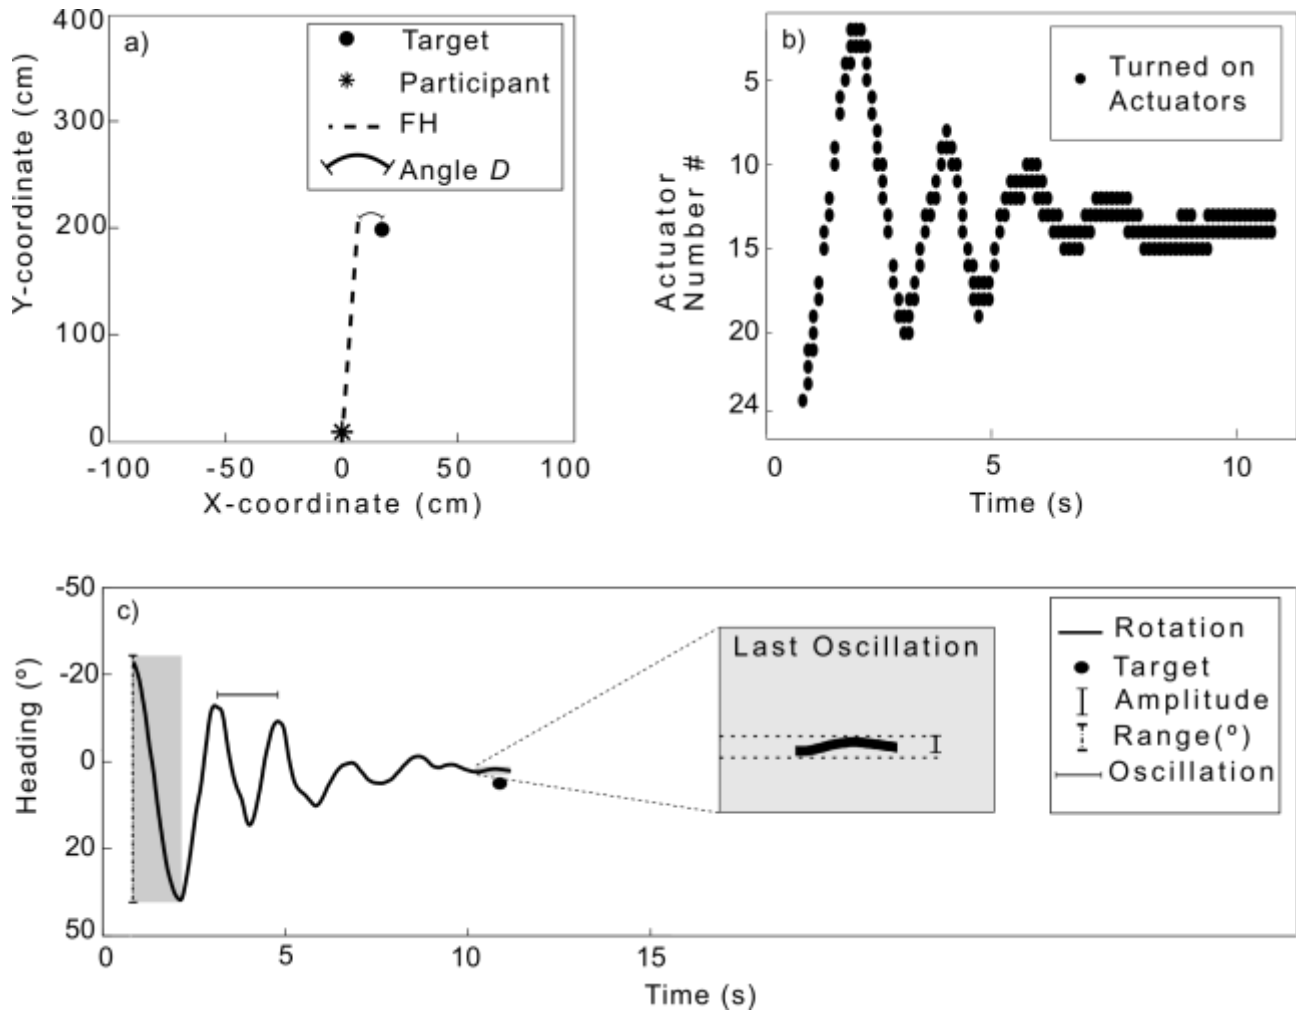 a)
400
300
200
100
0
Y-coordinate (cm)
-100 -50 0 50 100
X-coordinate (cm)
Target
Participant
FH
Angle D
b)
5
10
15
20
24
Actuator
Number #
0 5 10
Time (s)
Turned on
Actuators
c)
-50
-20
0
20
50
Heading (º)
0 5 10 15
Time (s)
Last Oscillation
Rotation
Target
Amplitude
Range(º)
Oscillation